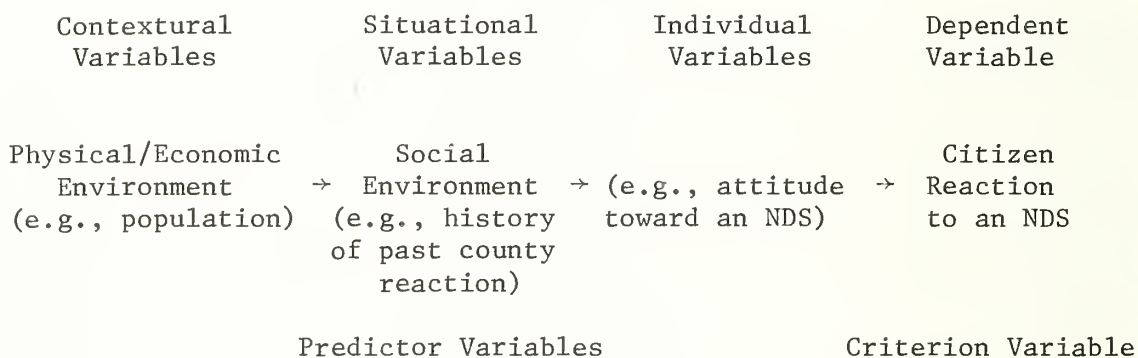 Contextural Situational Individual Dependent
Variables Variables Variables Variable
Physical/Economic Social Citizen
Environment → Environment → (e.g., attitude → Reaction
(e.g., population) (e.g., history toward an NDS) to an NDS
of past county
reaction)
Predictor Variables Criterion Variable